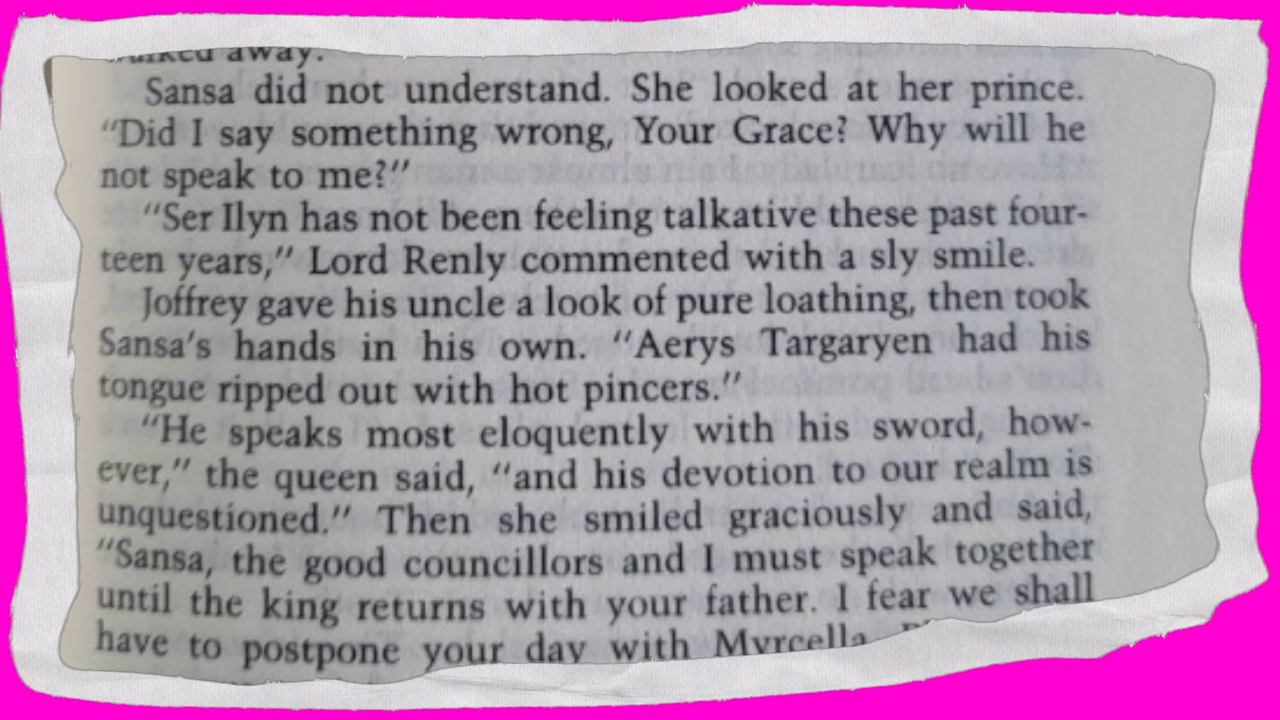 away.
Sansa did not understand. She looked at her prince.
“Did I say something wrong, Your Grace? Why will he
not speak to me?”
“Ser Ilyn has not been feeling talkative these past four-
teen years,” Lord Renly commented with a sly smile.
Joffrey gave his uncle a look of pure loathing, then took
Sansa’s hands in his own. “Aerys Targaryen had his
tongue ripped out with hot pincers.”
“He speaks most eloquently with his sword, how-
ever,” the queen said, “and his devotion to our realm is
unquestioned.” Then she smiled graciously and said,
“Sansa, the good councillors and I must speak together
until the king returns with your father. I fear we shall
have to postpone your day with Myrcella.